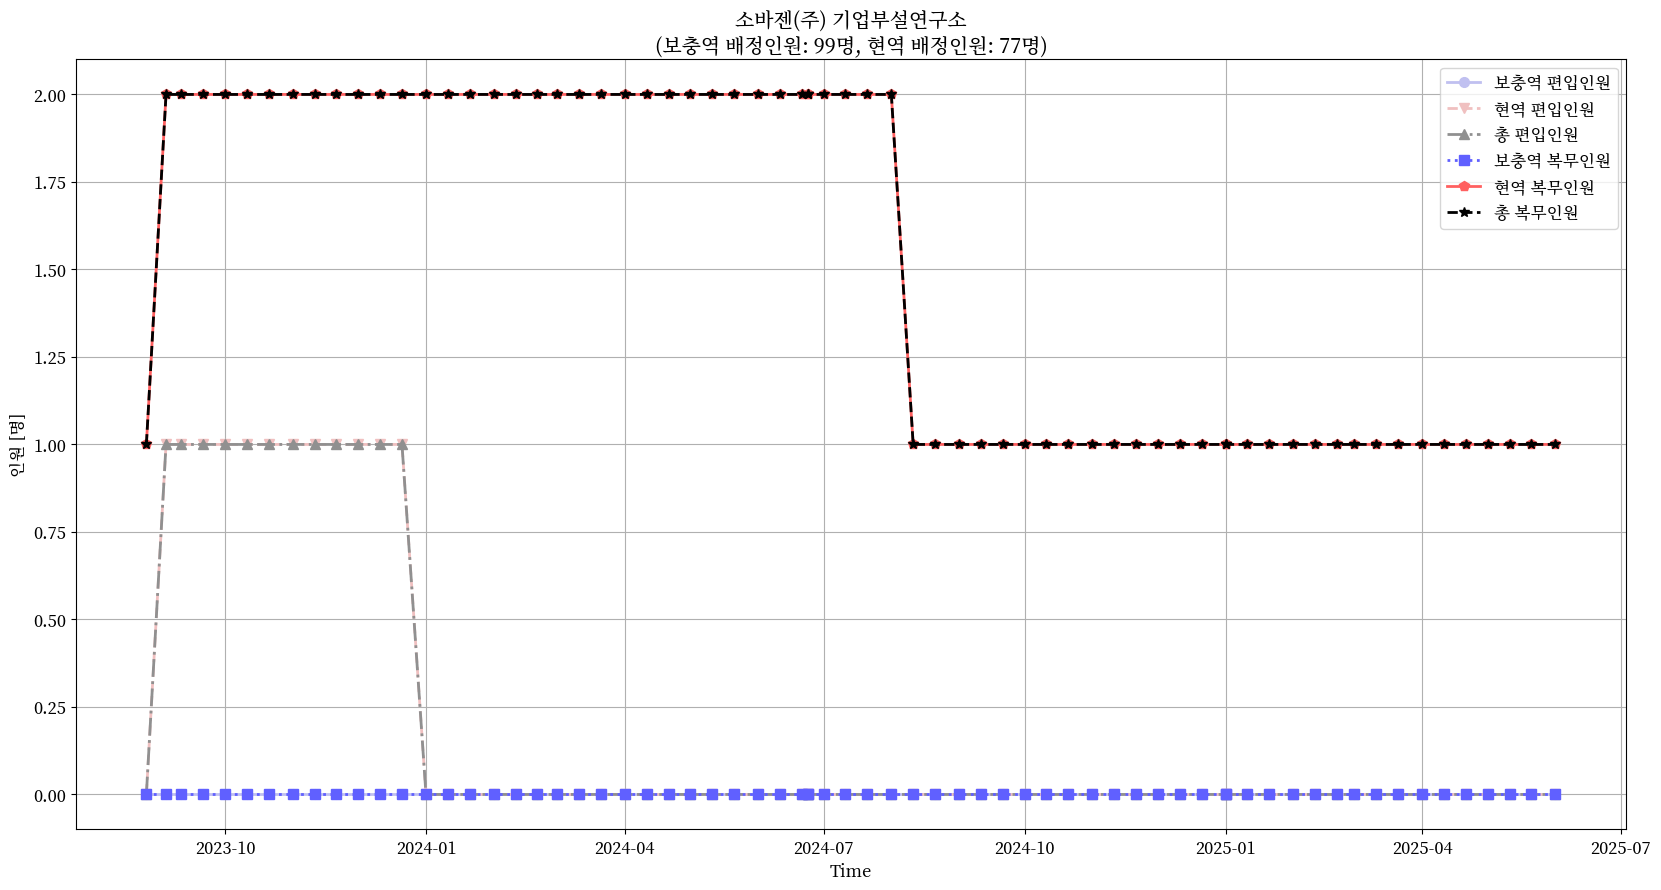 소바젠(주) 기업부설연구소
(보충역 배정인원: 99명, 현역 배정인원: 77명)
보충역 편입인원
현역 편입인원
총 편입인원
보충역 복무인원
현역 복무인원
총 복무인원
인원 [명]
2.00
1.75
1.50
1.25
1.00
0.75
0.50
0.25
0.00
2023-10
2024-01
2024-04
2024-07
2024-10
2025-01
2025-04
2025-07
Time